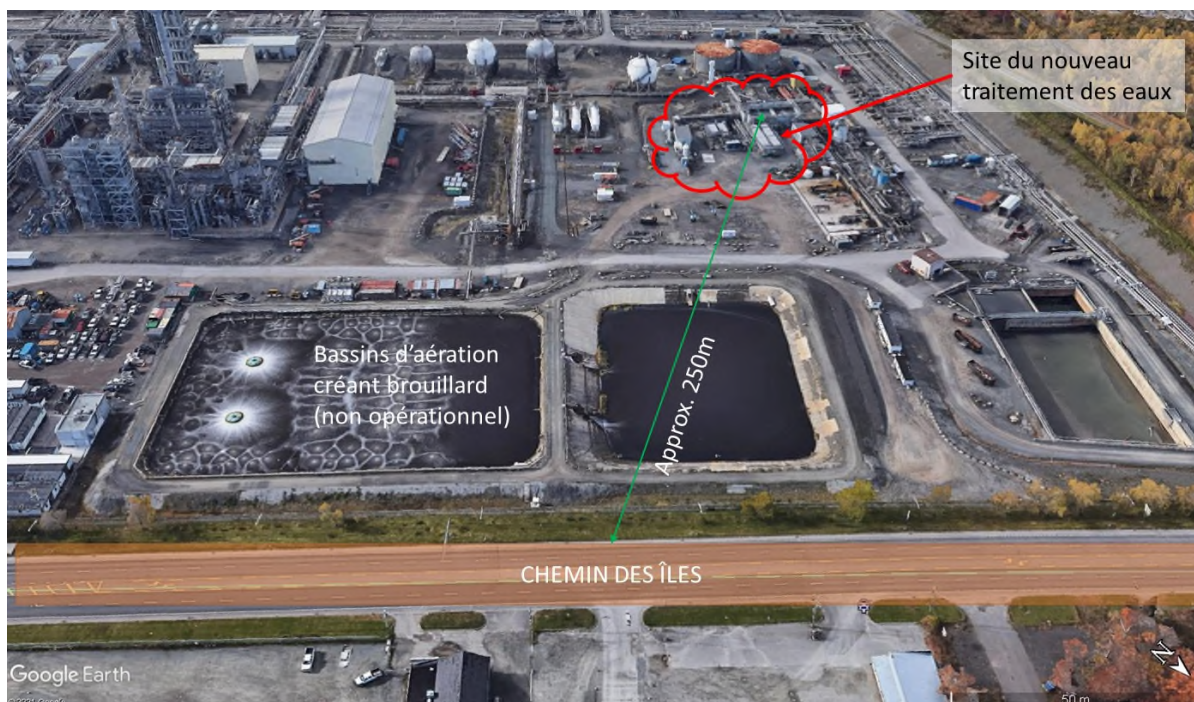 Site du nouveau
traitement des eaux
Bassins d'aération
créant brouillard
(non opérationnel)
Approx. 250m
CHEMIN DES ÎLES
Google Earth
N
50 m